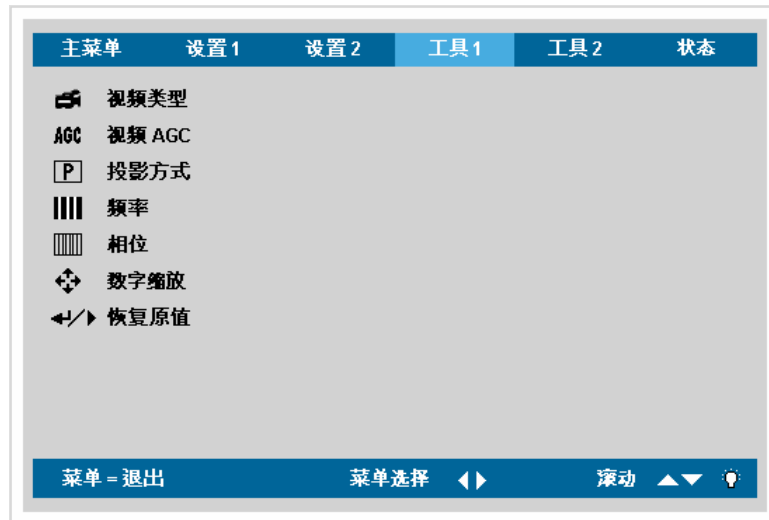 主菜单 设置1 设置2 工具1 工具2 状态
视频类型
AGC 视频 AGC
P 投影方式
频率
相位
数字缩放
恢复原值
菜单=退出 菜单选择 滚动